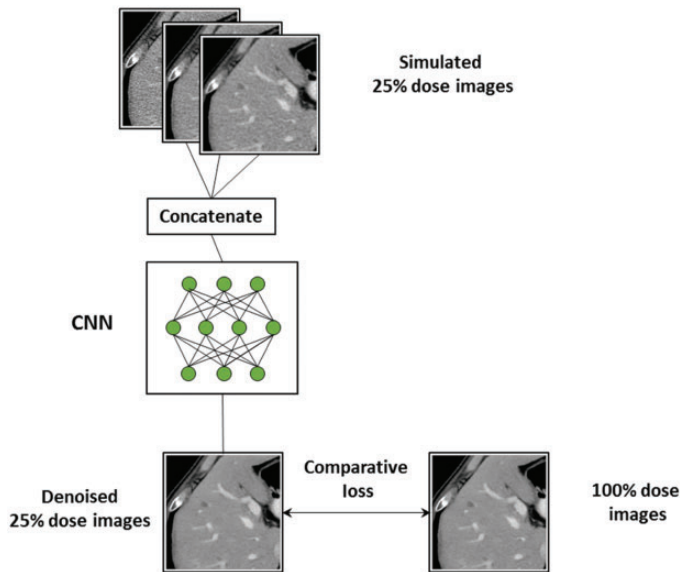 Simulated
25% dose images
Concatenate
CNN
Denoised
25% dose images
Comparative
loss
100% dose
images